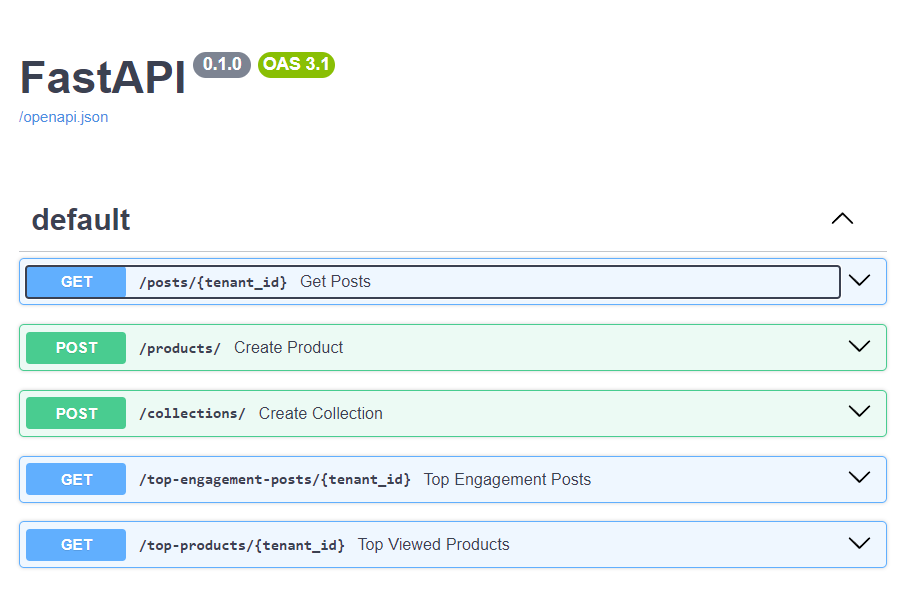 FastAPI 0.1.0 OAS 3.1
/openapi.json
default
GET /posts/{tenant_id} Get Posts
POST /products/ Create Product
POST /collections/ Create Collection
GET /top-engagement-posts/{tenant_id} Top Engagement Posts
GET /top-products/{tenant_id} Top Viewed Products